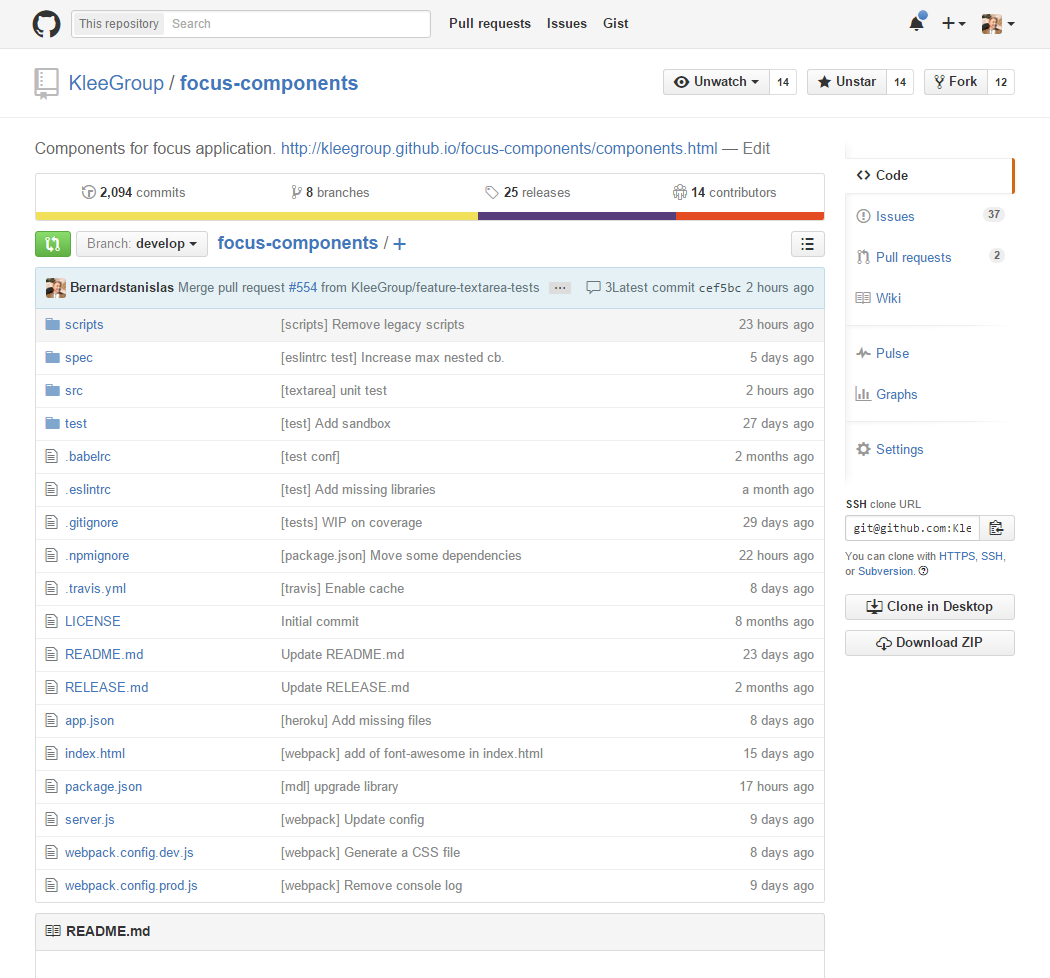 This repository Search Pull requests Issues Gist
KleeGroup / focus-components Unwatch 14 Unstar 14 Fork 12
Components for focus application. http://kleegroup.github.io/focus-components/components.html — Edit
2,094 commits 8 branches 25 releases 14 contributors
Branch: develop focus-components / +
Bernardstanislas Merge pull request #554 from KleeGroup/feature-textarea-tests ... 3Latest commit cef5bc 2 hours ago
scripts [scripts] Remove legacy scripts 23 hours ago
spec [eslintrc test] Increase max nested cb. 5 days ago
src [textarea] unit test 2 hours ago
test [test] Add sandbox 27 days ago
.babelrc [test conf] 2 months ago
.eslintrc [test] Add missing libraries a month ago
.gitignore [tests] WIP on coverage 29 days ago
.npmignore [package.json] Move some dependencies 22 hours ago
.travis.yml [travis] Enable cache 8 days ago
LICENSE Initial commit 8 months ago
README.md Update README.md 23 days ago
RELEASE.md Update RELEASE.md 2 months ago
app.json [heroku] Add missing files 8 days ago
index.html [webpack] add of font-awesome in index.html 15 days ago
package.json [mdl] upgrade library 17 hours ago
server.js [webpack] Update config 9 days ago
webpack.config.dev.js [webpack] Generate a CSS file 8 days ago
webpack.config.prod.js [webpack] Remove console log 9 days ago
README.md
Code
Issues 37
Pull requests 2
Wiki
Pulse
Graphs
Settings
SSH clone URL
git@github.com:Kle
You can clone with HTTPS, SSH,
or Subversion.
Clone in Desktop
Download ZIP